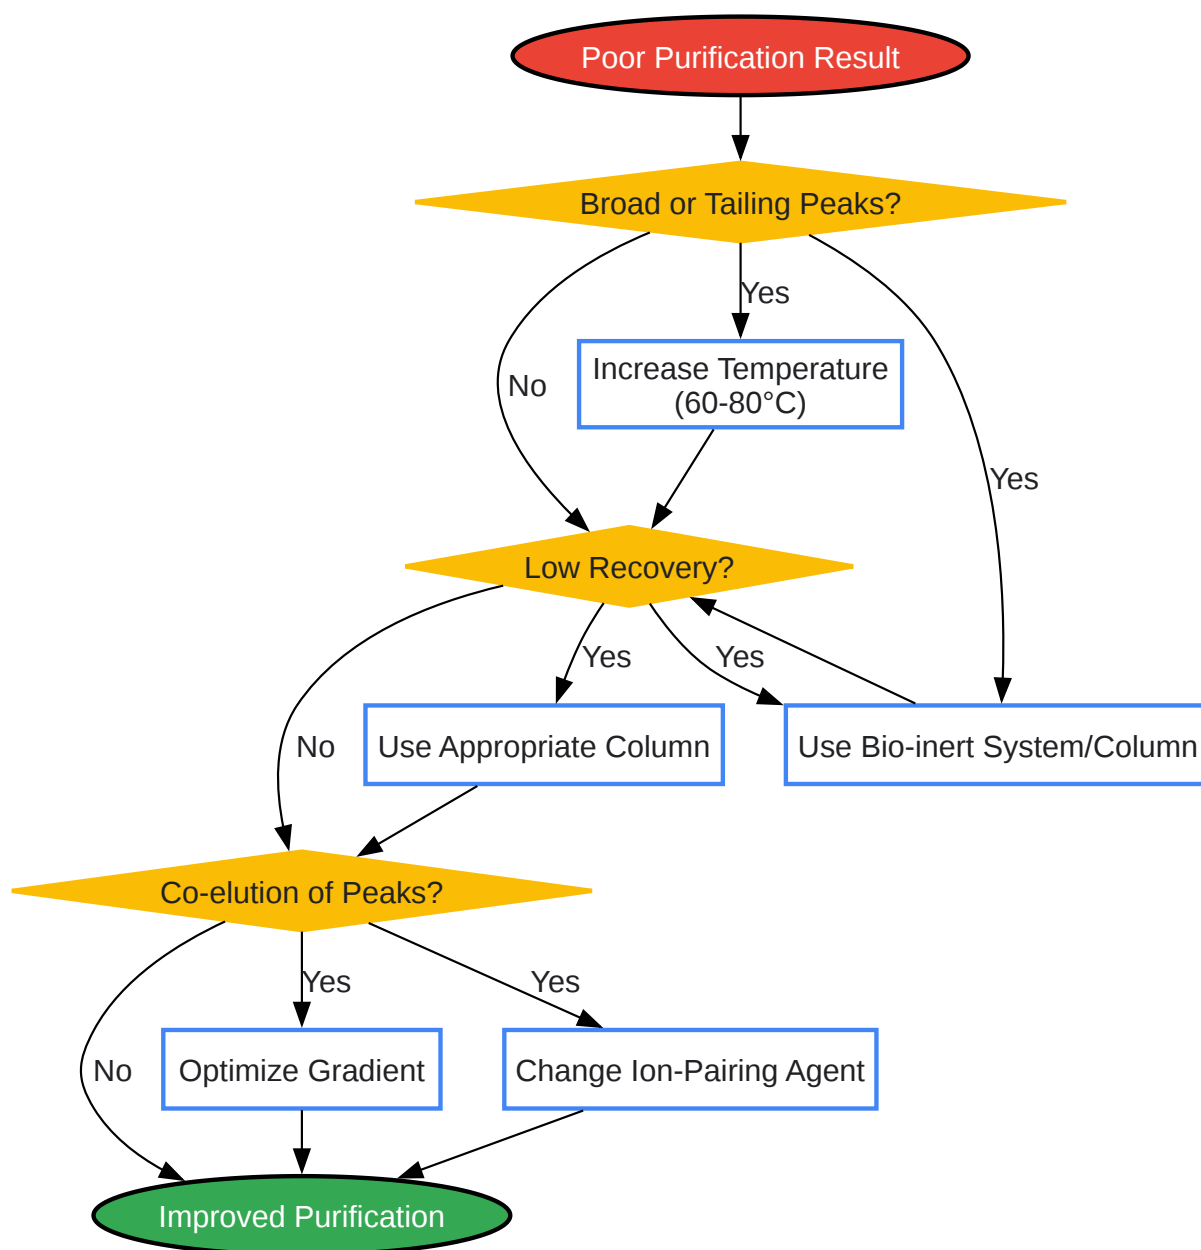 Poor Purification Result
Broad or Tailing Peaks?
Yes
Increase Temperature
(60-80°C)
No
Yes
Low Recovery?
Yes
Yes
No
Use Appropriate Column
Use Bio-inert System/Column
Co-elution of Peaks?
Yes
Yes
No
Optimize Gradient
Change Ion-Pairing Agent
Improved Purification